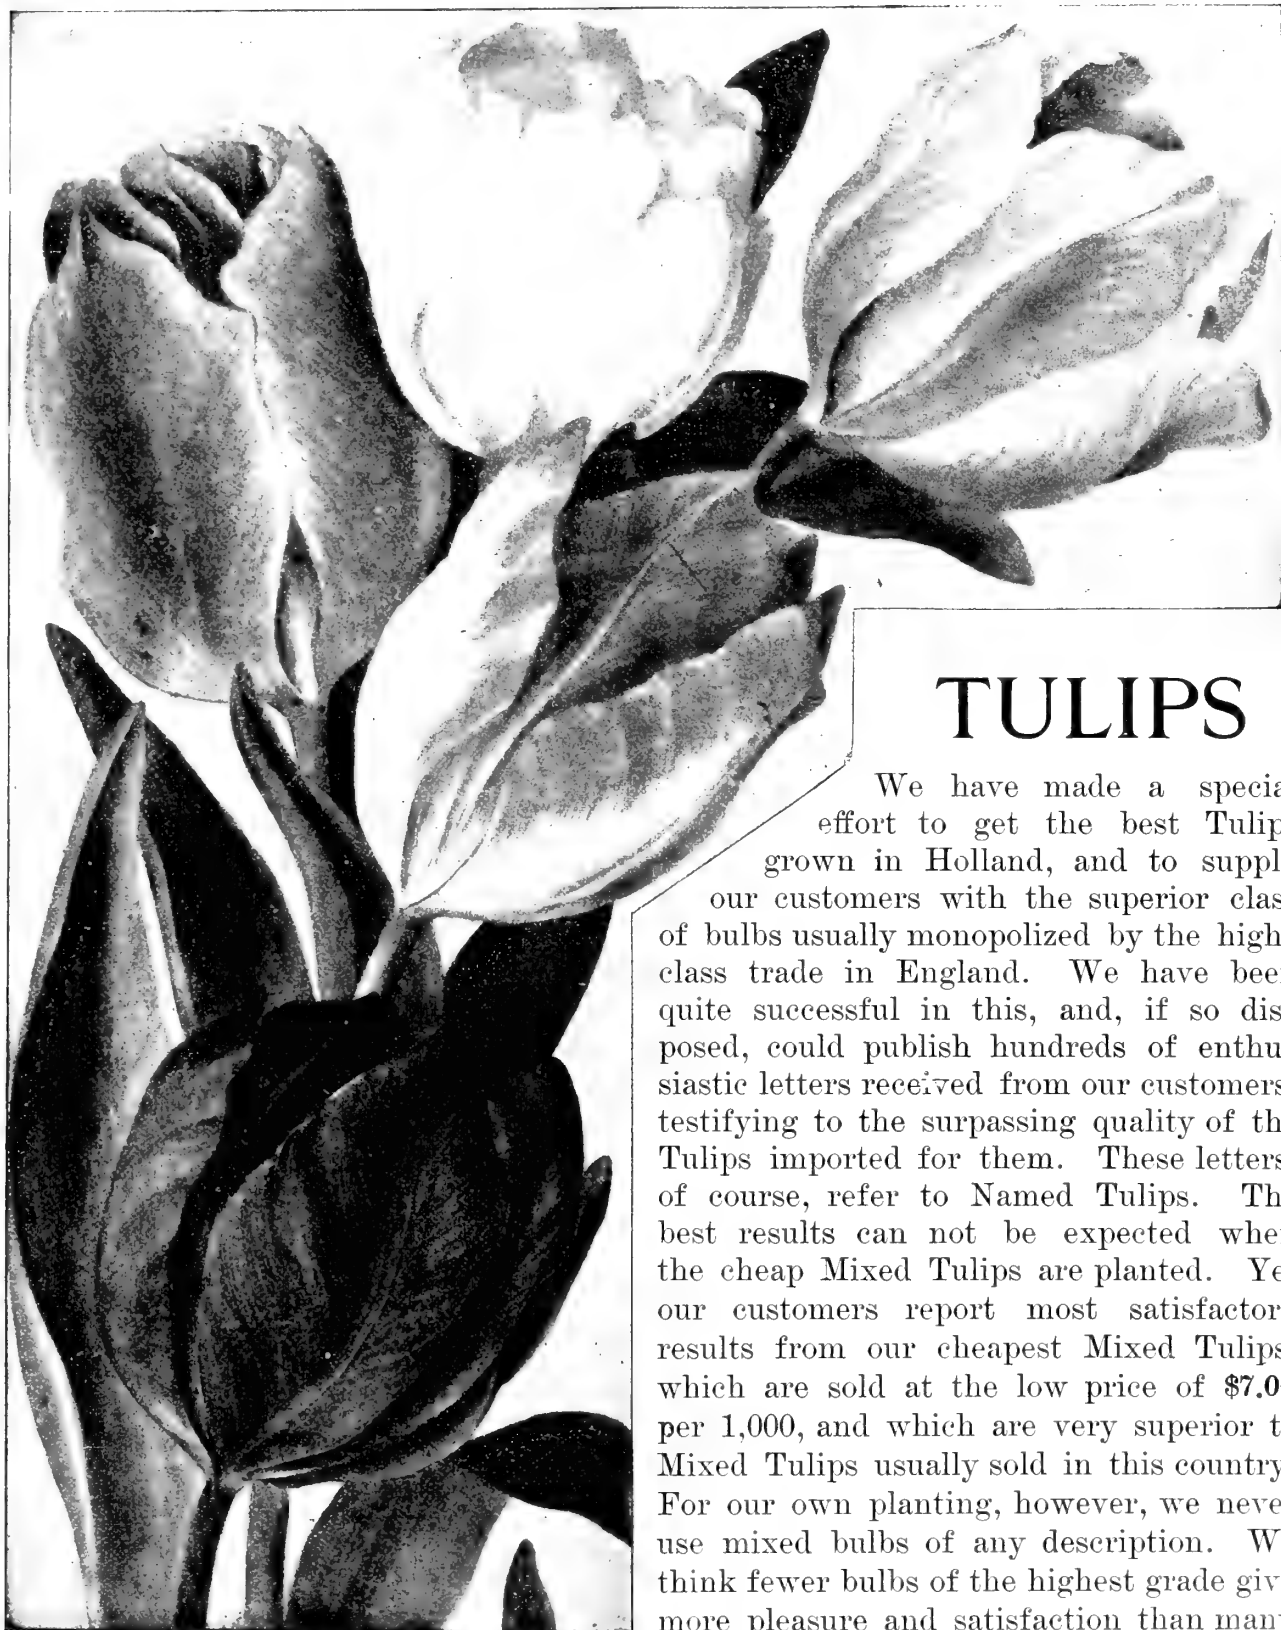 TULIPS
We have made a specia
effort to get the best Tulip
grown in Holland, and to suppl
our customers with the superior clas
of bulbs usually monopolized by the high
class trade in England. We have bee
quite successful in this, and, if so dis
posed, could publish hundreds of enthu
siastic letters received from our customers
testifying to the surpassing quality of th
Tulips imported for them. These letters
of course, refer to Named Tulips. Th
best results can not be expected whe
the cheap Mixed Tulips are planted. Ye
our customers report most satisfactor
results from our cheapest Mixed Tulips
which are sold at the low price of $7.0
per 1,000, and which are very superior t
Mixed Tulips usually sold in this country
For our own planting, however, we neve
use mixed bulbs of any description. W
think fewer bulbs of the highest grade giv
more pleasure and satisfaction than man